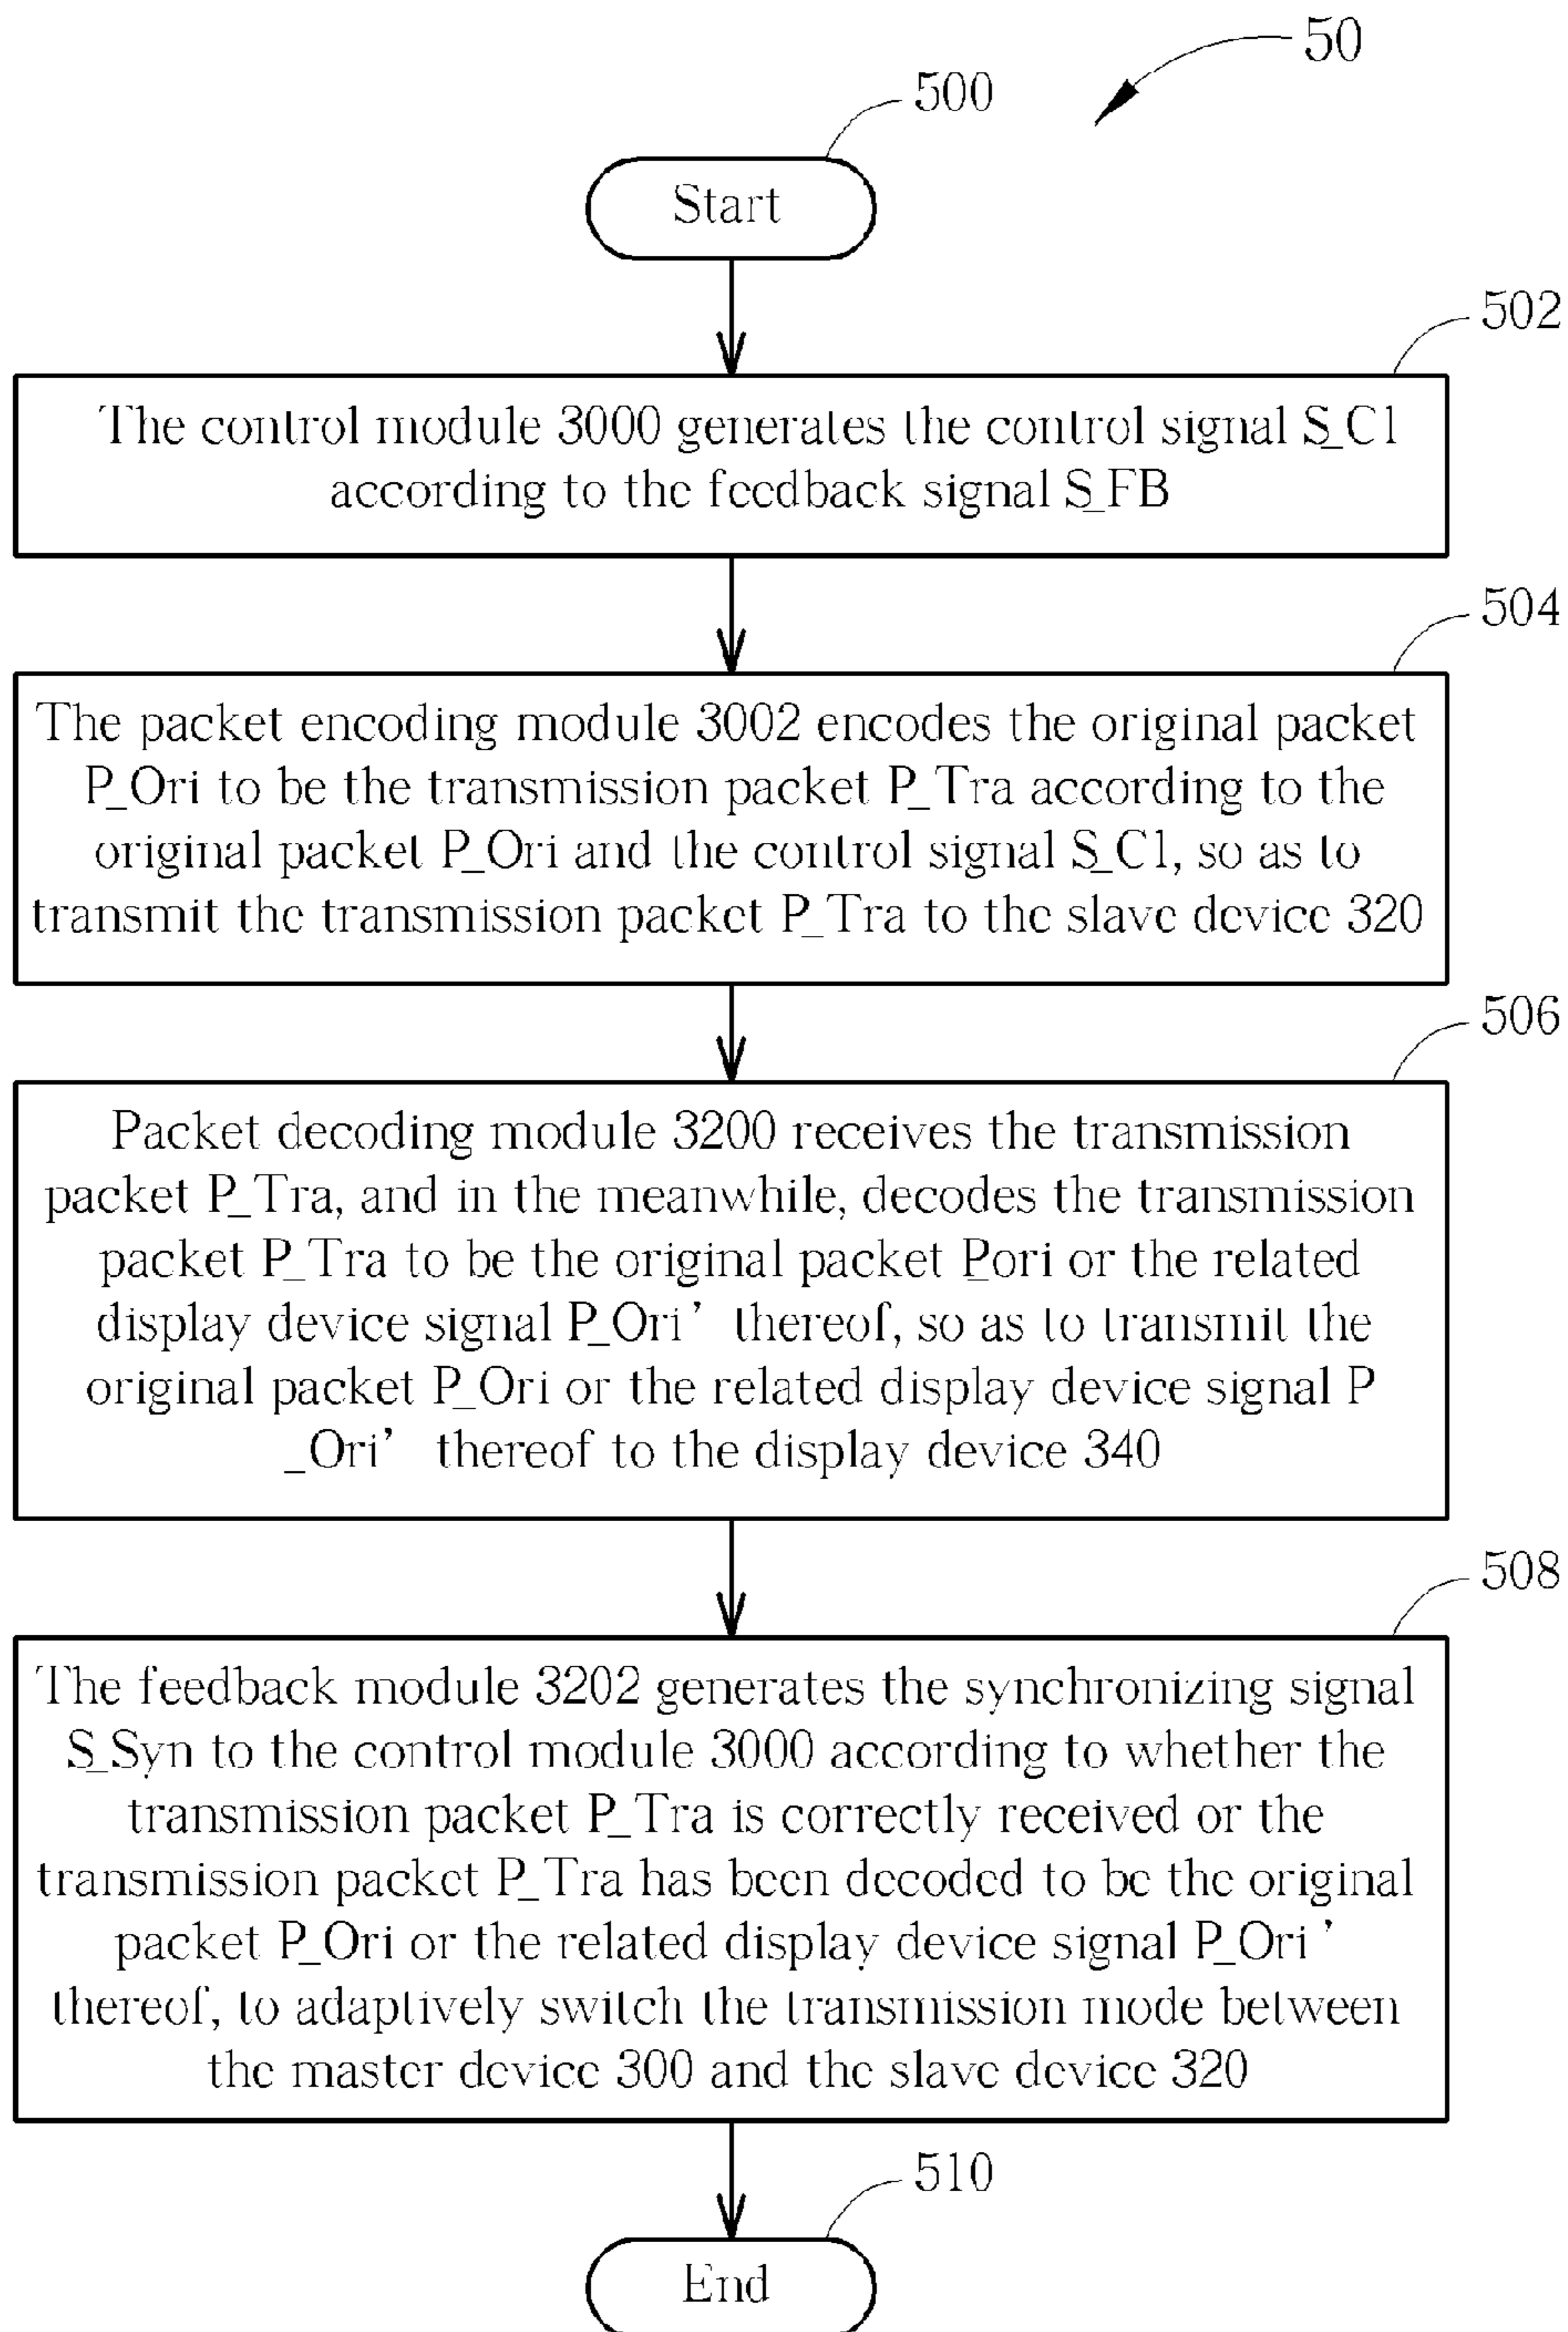 50
500
Start
502
The control module 3000 generates the control signal S_C1
according to the feedback signal S_FB
504
The packet encoding module 3002 encodes the original packet
P_Ori to be the transmission packet P_Tra according to the
original packet P_Ori and the control signal S_C1, so as to
transmit the transmission packet P_Tra to the slave device 320
506
Packet decoding module 3200 receives the transmission
packet P_Tra, and in the meanwhile, decodes the transmission
packet P_Tra to be the original packet P_ori or the related
display device signal P_Ori’ thereof, so as to transmit the
original packet P_Ori or the related display device signal P
_Ori’ thereof to the display device 340
508
The feedback module 3202 generates the synchronizing signal
S_Syn to the control module 3000 according to whether the
transmission packet P_Tra is correctly received or the
transmission packet P_Tra has been decoded to be the original
packet P_Ori or the related display device signal P_Ori’
thereof, to adaptively switch the transmission mode between
the master device 300 and the slave device 320
510
End